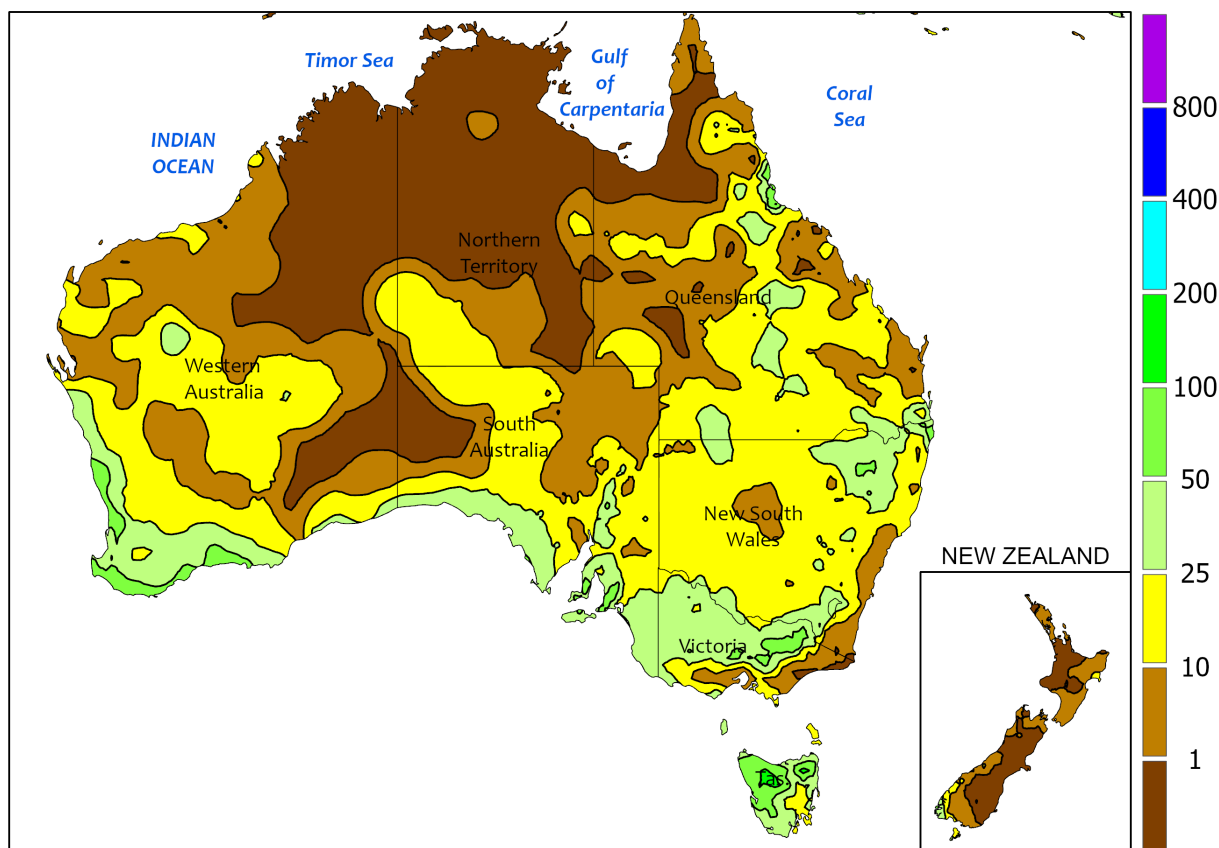 Timor Sea
Gulf
of
Carpentaria
Coral
Sea
INDIAN
OCEAN
Northern
Territory
Queensland
Western
Australia
South
Australia
New South
Wales
Victoria
Tas.
NEW ZEALAND
800
400
200
100
50
25
10
1